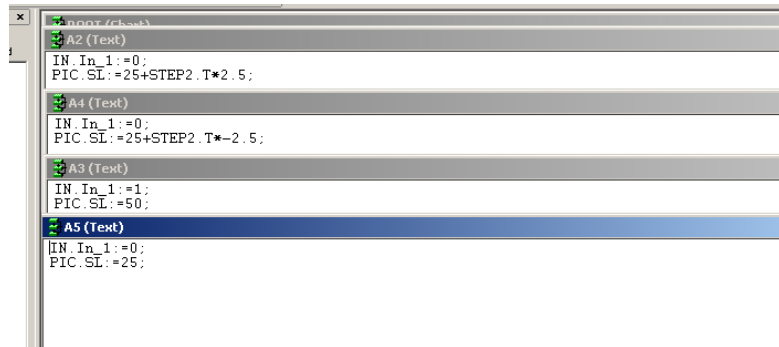 ROOT (Chart)
A2 (Text)
IN.In_1:=0;
PIC.SL:=25+STEP2.T*2.5;
A4 (Text)
IN.In_1:=0;
PIC.SL:=25+STEP2.T*-2.5;
A3 (Text)
IN.In_1:=1;
PIC.SL:=50;
A5 (Text)
IN.In_1:=0;
PIC.SL:=25;